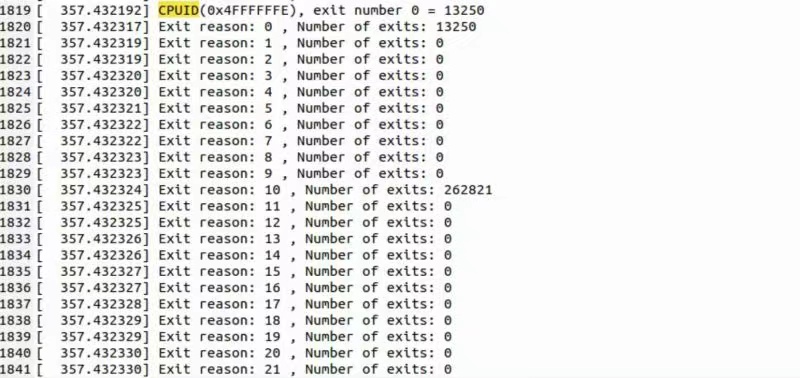 1819 [  357.432192] CPUID(0x4FFFFFFE), exit number 0 = 13250
1820 [  357.432317] Exit reason: 0 , Number of exits: 13250
1821 [  357.432319] Exit reason: 1 , Number of exits: 0
1822 [  357.432319] Exit reason: 2 , Number of exits: 0
1823 [  357.432320] Exit reason: 3 , Number of exits: 0
1824 [  357.432320] Exit reason: 4 , Number of exits: 0
1825 [  357.432321] Exit reason: 5 , Number of exits: 0
1826 [  357.432322] Exit reason: 6 , Number of exits: 0
1827 [  357.432322] Exit reason: 7 , Number of exits: 0
1828 [  357.432323] Exit reason: 8 , Number of exits: 0
1829 [  357.432323] Exit reason: 9 , Number of exits: 0
1830 [  357.432324] Exit reason: 10 , Number of exits: 262821
1831 [  357.432325] Exit reason: 11 , Number of exits: 0
1832 [  357.432325] Exit reason: 12 , Number of exits: 0
1833 [  357.432326] Exit reason: 13 , Number of exits: 0
1834 [  357.432326] Exit reason: 14 , Number of exits: 0
1835 [  357.432327] Exit reason: 15 , Number of exits: 0
1836 [  357.432327] Exit reason: 16 , Number of exits: 0
1837 [  357.432328] Exit reason: 17 , Number of exits: 0
1838 [  357.432329] Exit reason: 18 , Number of exits: 0
1839 [  357.432329] Exit reason: 19 , Number of exits: 0
1840 [  357.432330] Exit reason: 20 , Number of exits: 0
1841 [  357.432330] Exit reason: 21 , Number of exits: 0